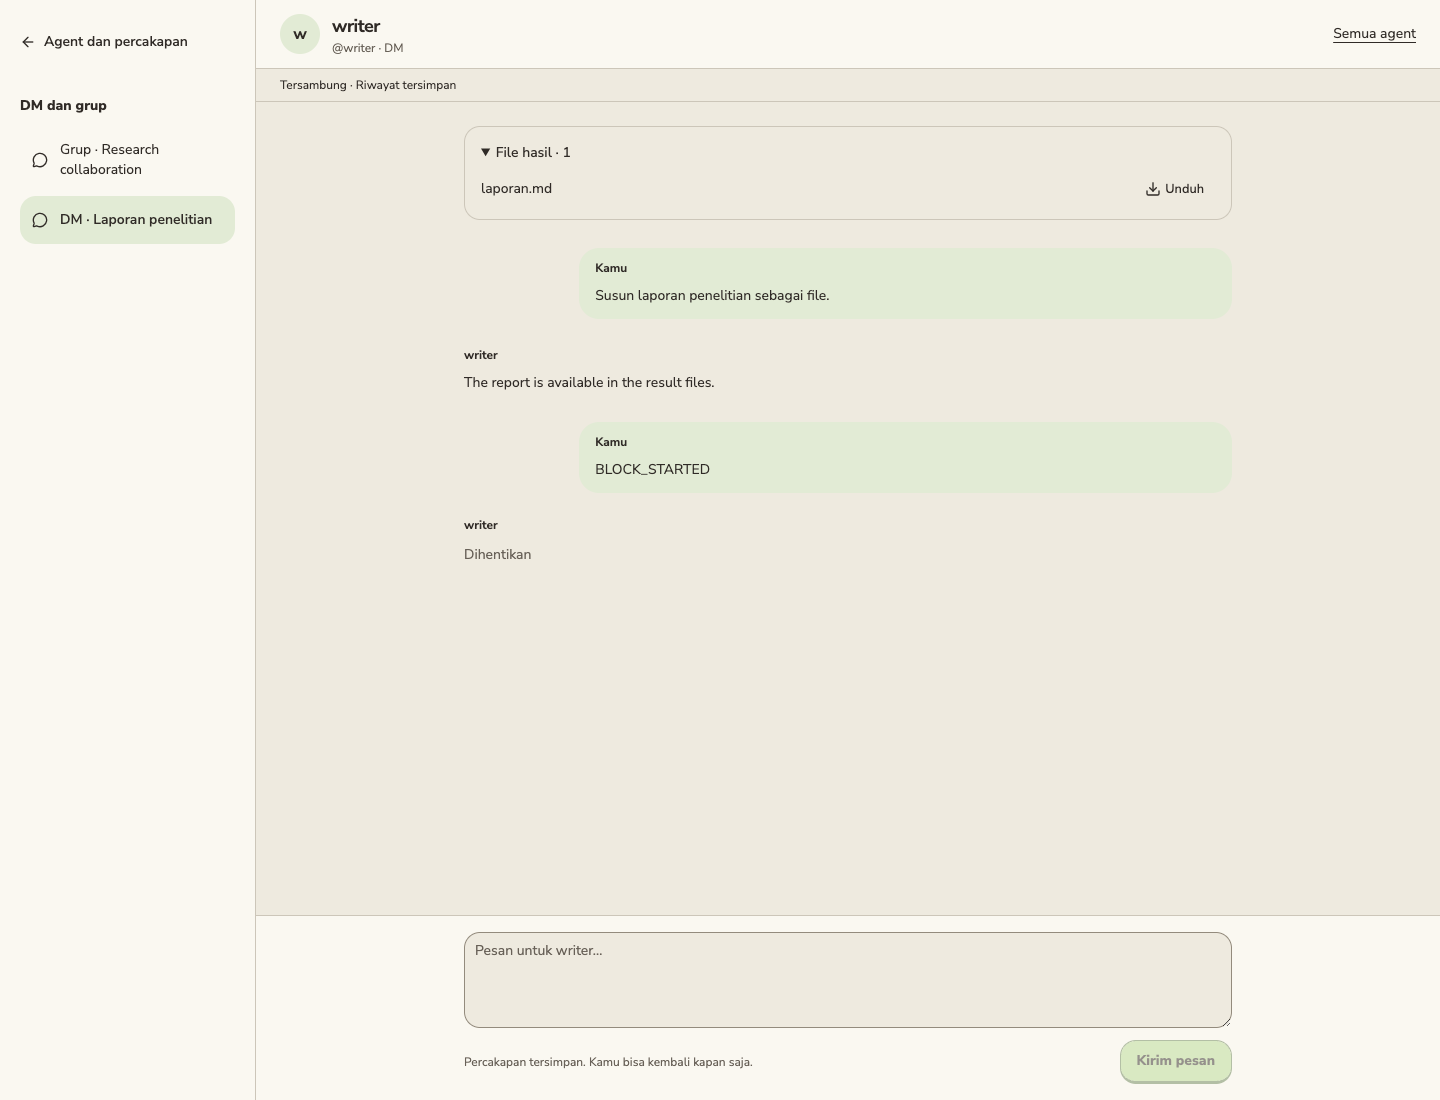 Agent dan percakapan
DM dan grup
Grup · Research
collaboration
DM · Laporan penelitian
w
writer
@writer · DM
Semua agent
Tersambung · Riwayat tersimpan
File hasil · 1
laporan.md
Unduh
Kamu
Susun laporan penelitian sebagai file.
writer
The report is available in the result files.
Kamu
BLOCK_STARTED
writer
Dihentikan
Pesan untuk writer...
Percakapan tersimpan. Kamu bisa kembali kapan saja.
Kirim pesan